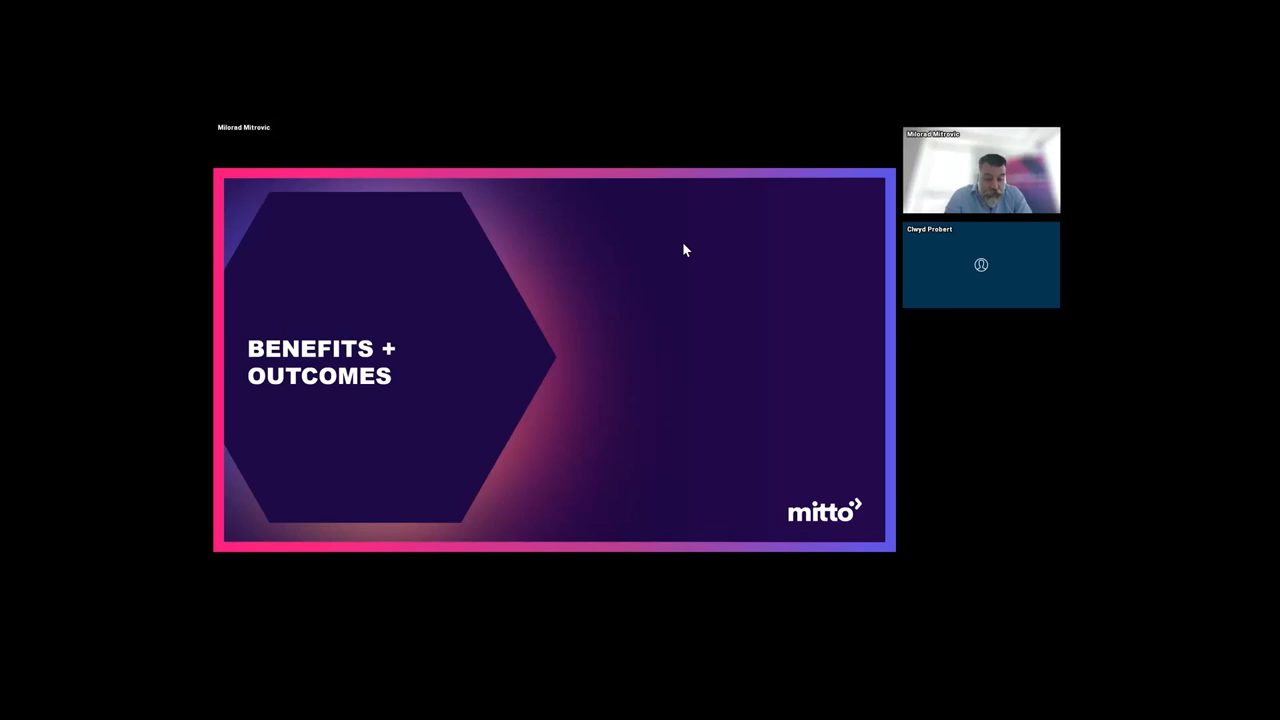 Milorad Mitrovic
Milorad Mitrovic
Clwyd Probert
BENEFITS +
OUTCOMES
mitto